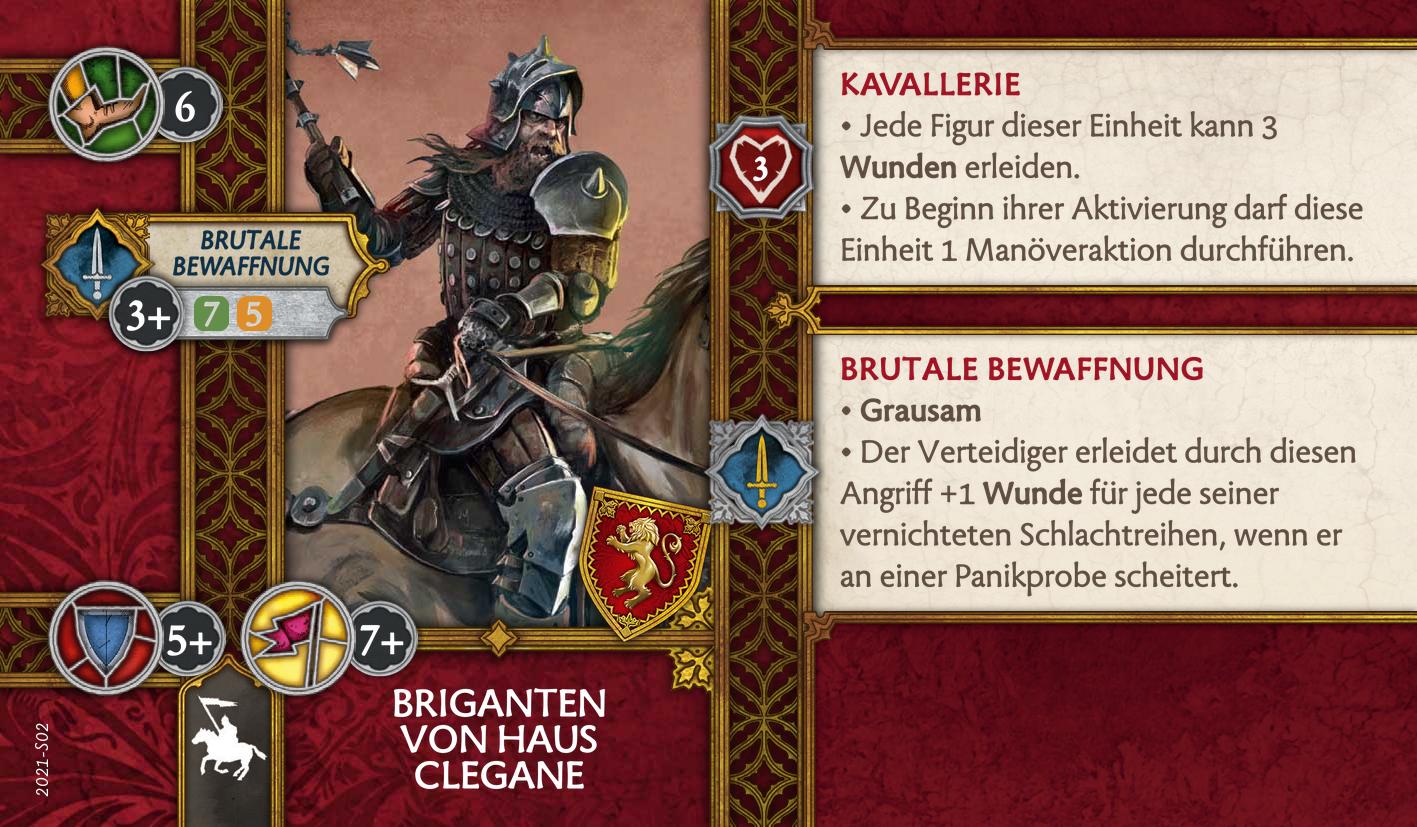 6
BRUTALE
BEWAFFNUNG
3+ 7 5
5+ 7+
BRIGANTEN
VON HAUS
CLEGANE
2021-S02
3
KAVALLERIE
• Jede Figur dieser Einheit kann 3
Wunden erleiden.
• Zu Beginn ihrer Aktivierung darf diese
Einheit 1 Manöveraktion durchführen.
BRUTALE BEWAFFNUNG
• Grausam
• Der Verteidiger erleidet durch diesen
Angriff +1 Wunde für jede seiner
vernichteten Schlachtreihen, wenn er
an einer Panikprobe scheitert.